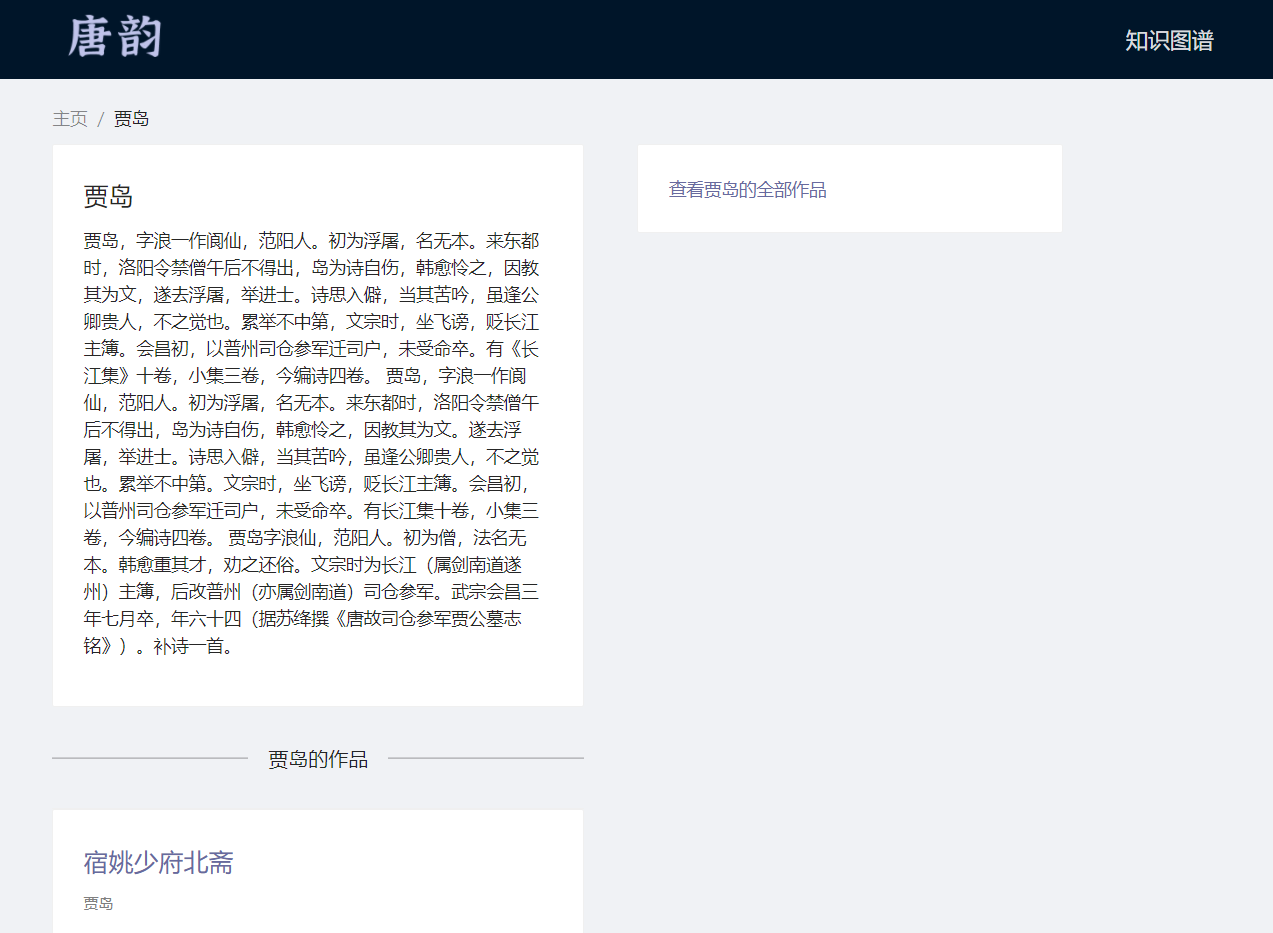 唐韵
知识图谱
主页 / 贾岛
贾岛
贾岛，字浪一作阆仙，范阳人。初为浮屠，名无本。来东都
时，洛阳令禁僧午后不得出，岛为诗自伤，韩愈怜之，因教
其为文，遂去浮屠，举进士。诗思入僻，当其苦吟，虽逢公
卿贵人，不之觉也。累举不中第，文宗时，坐飞谤，贬长江
主簿。会昌初，以普州司仓参军迁司户，未受命卒。有《长
江集》十卷，小集三卷，今编诗四卷。 贾岛，字浪一作阆
仙，范阳人。初为浮屠，名无本。来东都时，洛阳令禁僧午
后不得出，岛为诗自伤，韩愈怜之，因教其为文。遂去浮
屠，举进士。诗思入僻，当其苦吟，虽逢公卿贵人，不之觉
也。累举不中第。文宗时，坐飞谤，贬长江主簿。会昌初，
以普州司仓参军迁司户，未受命卒。有长江集十卷，小集三
卷，今编诗四卷。 贾岛字浪仙，范阳人。初为僧，法名无
本。韩愈重其才，劝之还俗。文宗时为长江（属剑南道遂
州）主簿，后改普州（亦属剑南道）司仓参军。武宗会昌三
年七月卒，年六十四（据苏绛撰《唐故司仓参军贾公墓志
铭》）。补诗一首。
查看贾岛的全部作品
贾岛的作品
宿姚少府北斋
贾岛